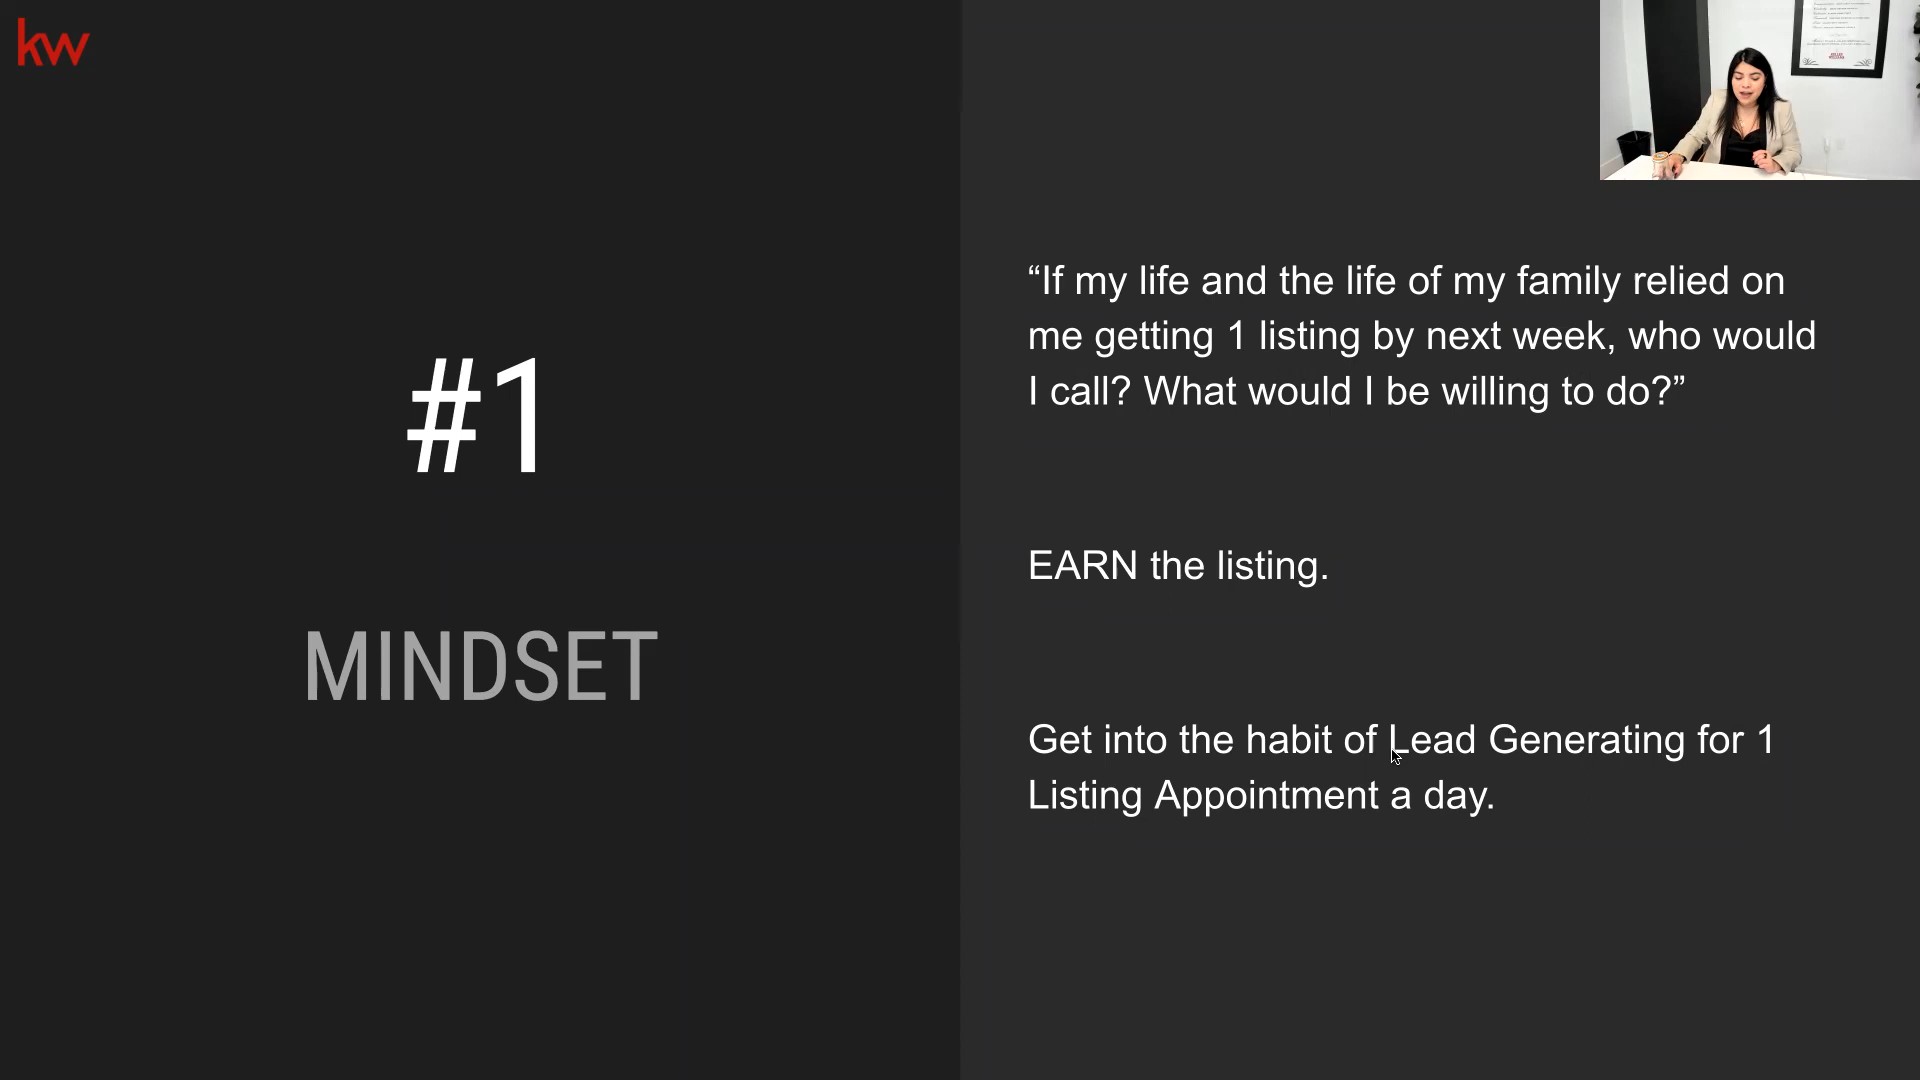 kw
#1
MINDSET
“If my life and the life of my family relied on
me getting 1 listing by next week, who would
I call? What would I be willing to do?”
EARN the listing.
Get into the habit of Lead Generating for 1
Listing Appointment a day.